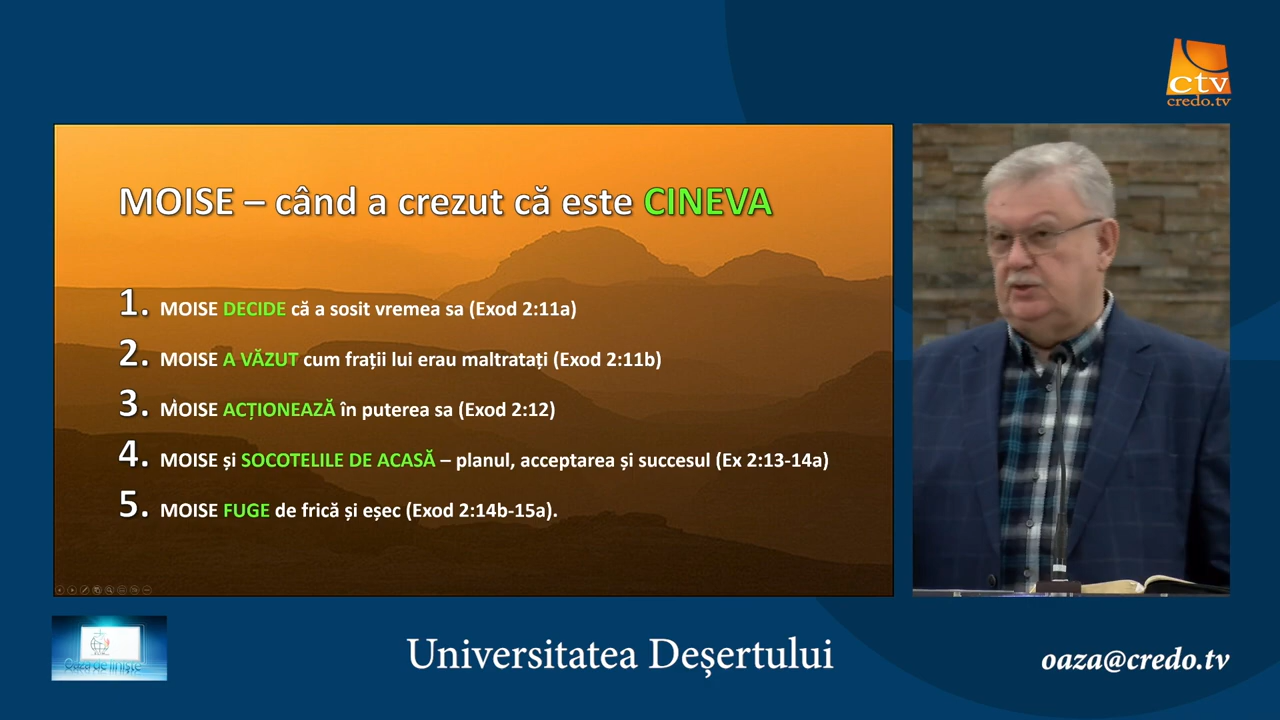 ctv
credo.tv
MOISE – când a crezut că este CINEVA
1. MOISE DECIDE că a sosit vremea sa (Exod 2:11a)
2. MOISE A VĂZUT cum frații lui erau maltratați (Exod 2:11b)
3. MOISE ACȚIONEAZĂ în puterea sa (Exod 2:12)
4. MOISE și SOCOTELILE DE ACASĂ – planul, acceptarea și succesul (Ex 2:13-14a)
5. MOISE FUGE de frică și eșec (Exod 2:14b-15a).
Oaza de liniște
Universitatea Deșertului
oaza@credo.tv